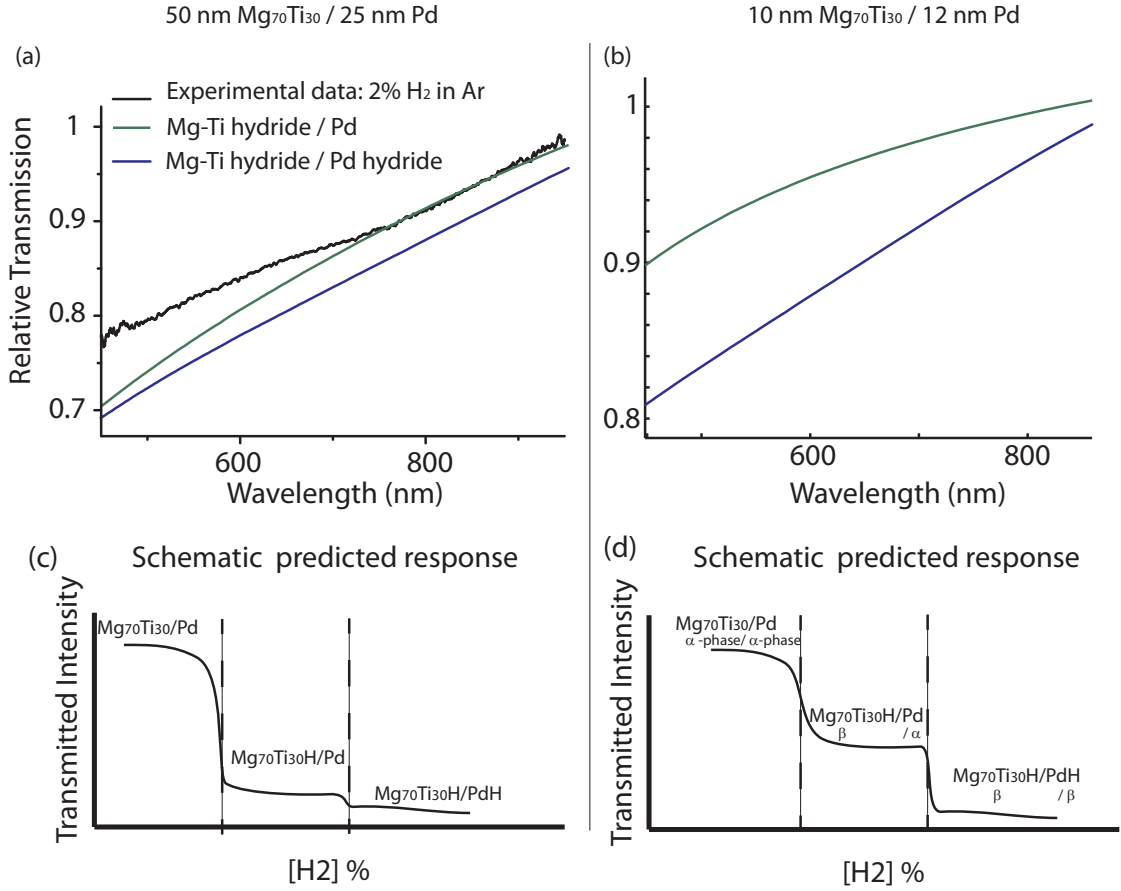 50 nm Mg₇₀Ti₃₀ / 25 nm Pd
10 nm Mg₇₀Ti₃₀ / 12 nm Pd
(a)
Experimental data: 2% H₂ in Ar
Mg-Ti hydride / Pd
Mg-Ti hydride / Pd hydride
Relative Transmission
1
0.9
0.8
0.7
600
800
Wavelength (nm)
(b)
1
0.9
0.8
600
800
Wavelength (nm)
(c)
Schematic predicted response
Transmitted Intensity
Mg₇₀Ti₃₀/Pd
Mg₇₀Ti₃₀H/Pd
Mg₇₀Ti₃₀H/PdH
[H2] %
(d)
Schematic predicted response
Transmitted Intensity
Mg₇₀Ti₃₀/Pd
α -phase/ α-phase
Mg₇₀Ti₃₀H/Pd
β / α
Mg₇₀Ti₃₀H/PdH
β / β
[H2] %